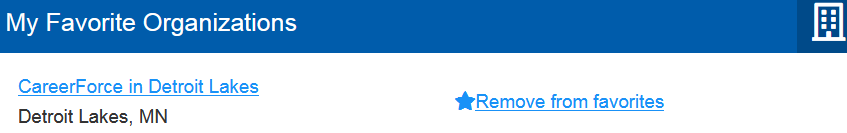 My Favorite Organizations
CareerForce in Detroit Lakes
Remove from favorites
Detroit Lakes, MN